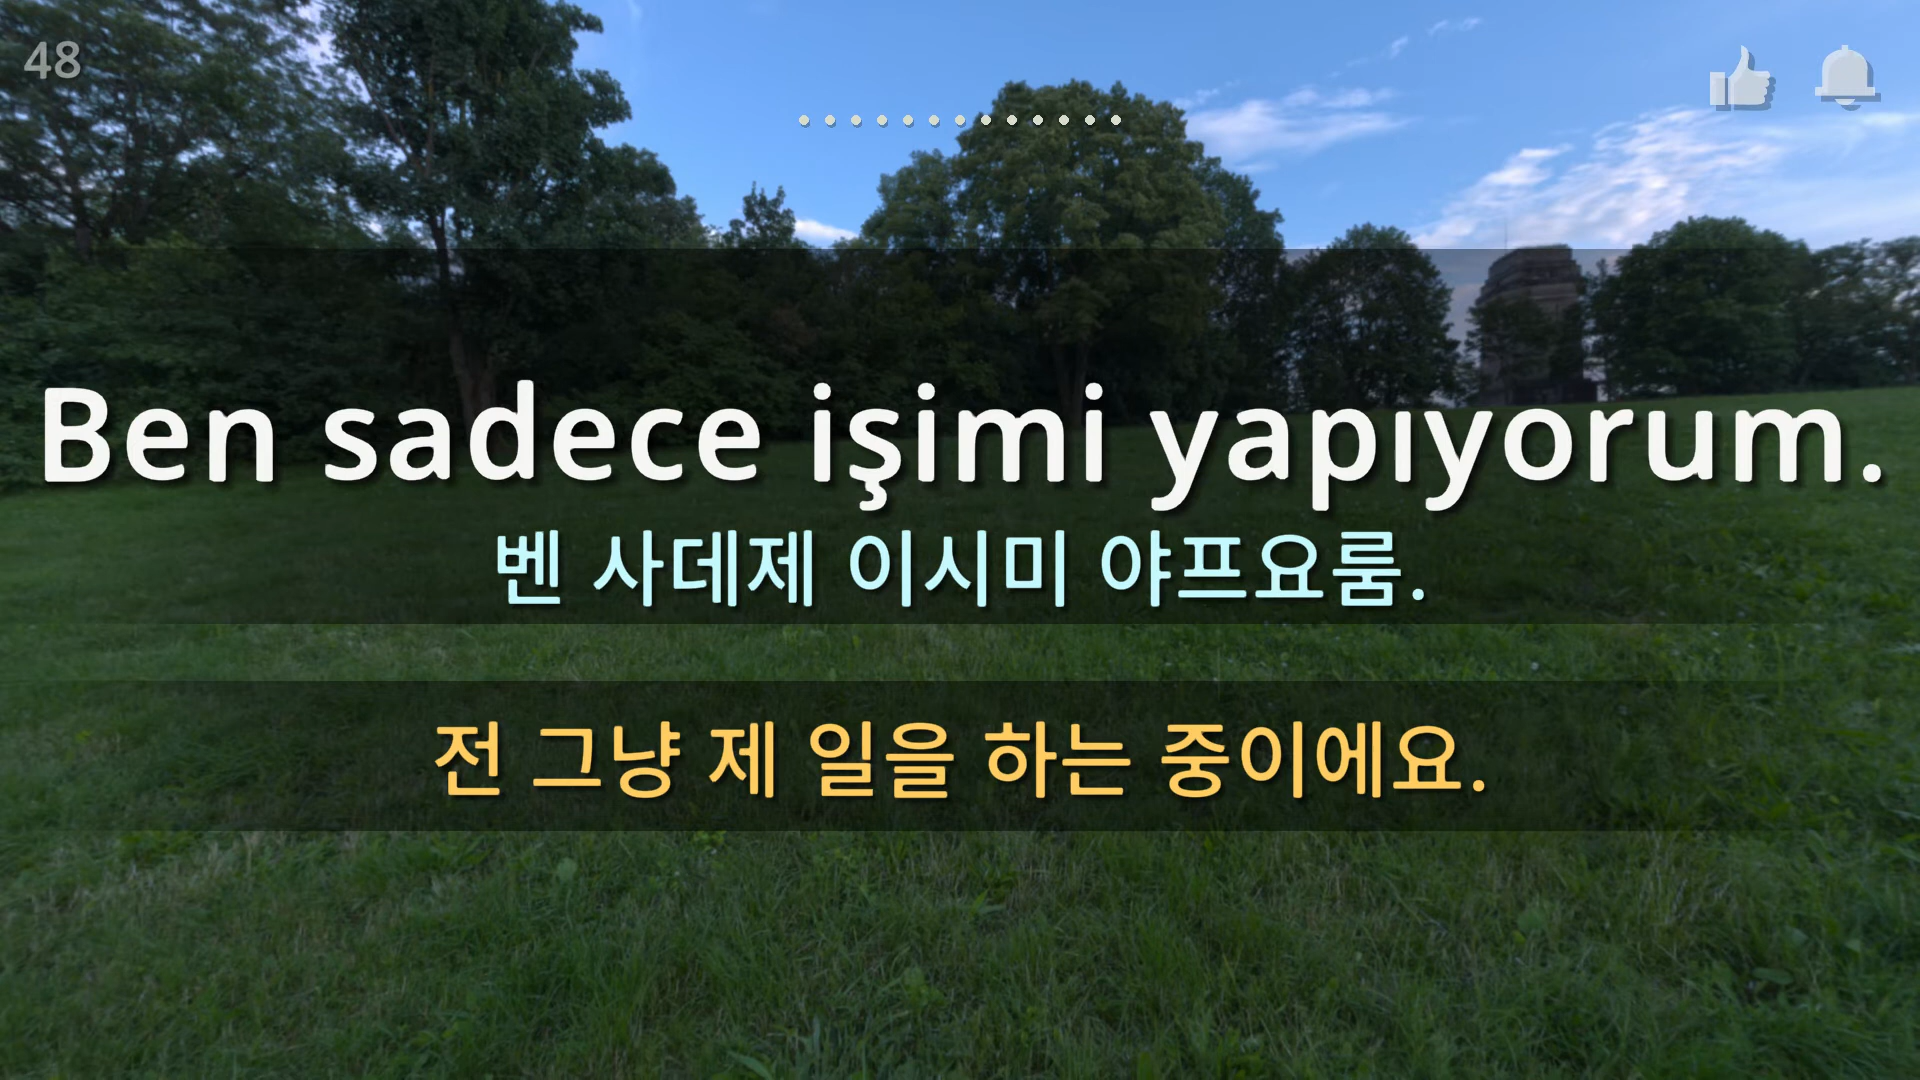 48
Ben sadece işimi yapıyorum.
벤 사데제 이시미 야프요룸.
전 그냥 제 일을 하는 중이에요.